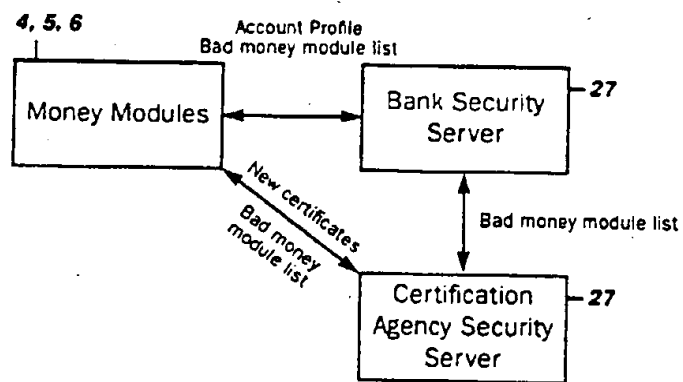 4, 5, 6
Account Profile
Bad money module list
Money Modules
Bank Security
Server
27
New certificates
Bad money
module list
Bad money module list
Certification
Agency Security
Server
27